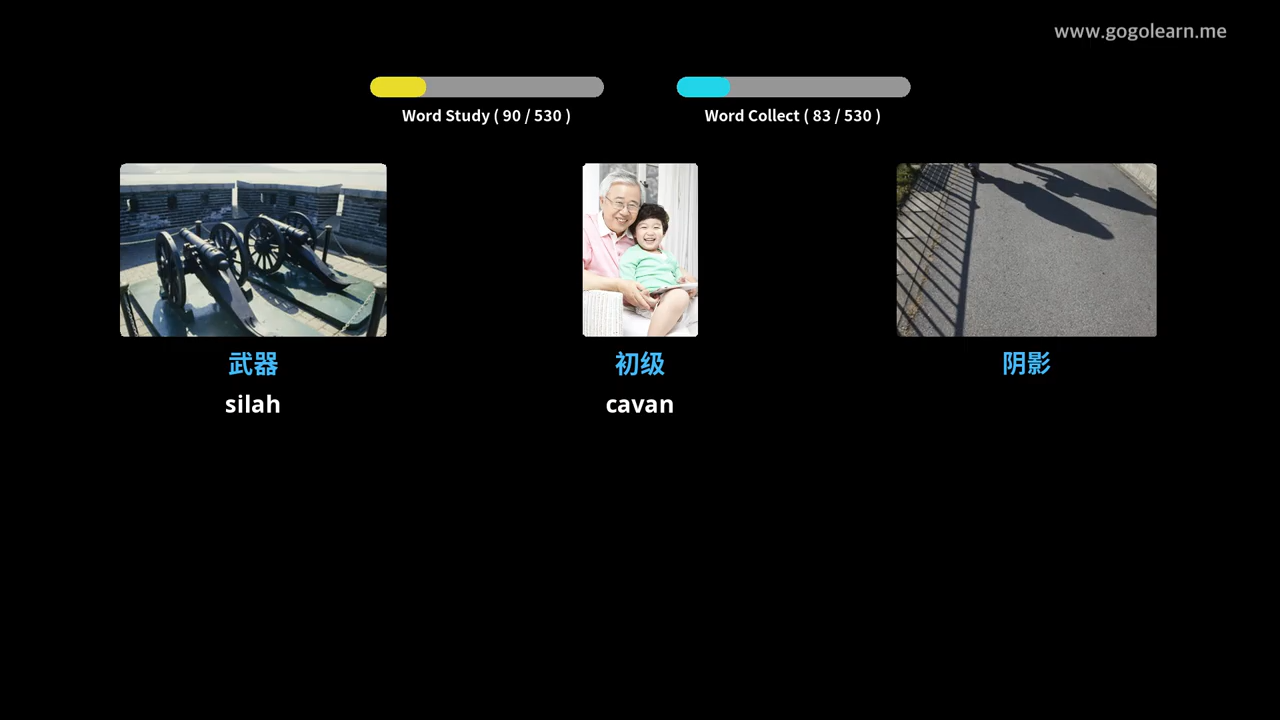 www.gogolearn.me
Word Study ( 90 / 530 )
Word Collect ( 83 / 530 )
武器
初级
阴影
silah
cavan